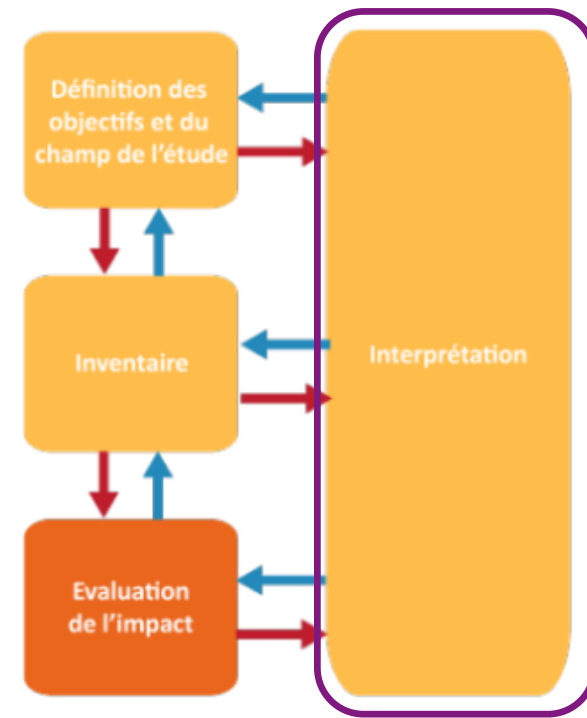 Définition des
objectifs et du
champ de l'étude
Inventaire
Interprétation
Evaluation
de l'impact